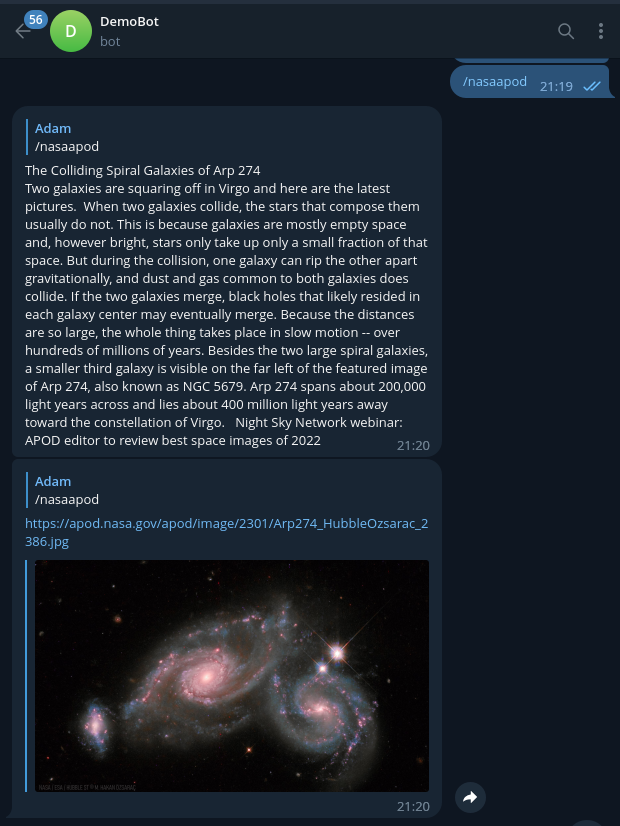 56
D
DemoBot
bot
/nasaapod
21:19
Adam
/nasaapod
The Colliding Spiral Galaxies of Arp 274
Two galaxies are squaring off in Virgo and here are the latest
pictures.  When two galaxies collide, the stars that compose them
usually do not. This is because galaxies are mostly empty space
and, however bright, stars only take up only a small fraction of that
space. But during the collision, one galaxy can rip the other apart
gravitationally, and dust and gas common to both galaxies does
collide. If the two galaxies merge, black holes that likely resided in
each galaxy center may eventually merge. Because the distances
are so large, the whole thing takes place in slow motion -- over
hundreds of millions of years. Besides the two large spiral galaxies,
a smaller third galaxy is visible on the far left of the featured image
of Arp 274, also known as NGC 5679. Arp 274 spans about 200,000
light years across and lies about 400 million light years away
toward the constellation of Virgo.   Night Sky Network webinar:
APOD editor to review best space images of 2022
21:20
Adam
/nasaapod
https://apod.nasa.gov/apod/image/2301/Arp274_HubbleOzsarac_2
386.jpg
21:20